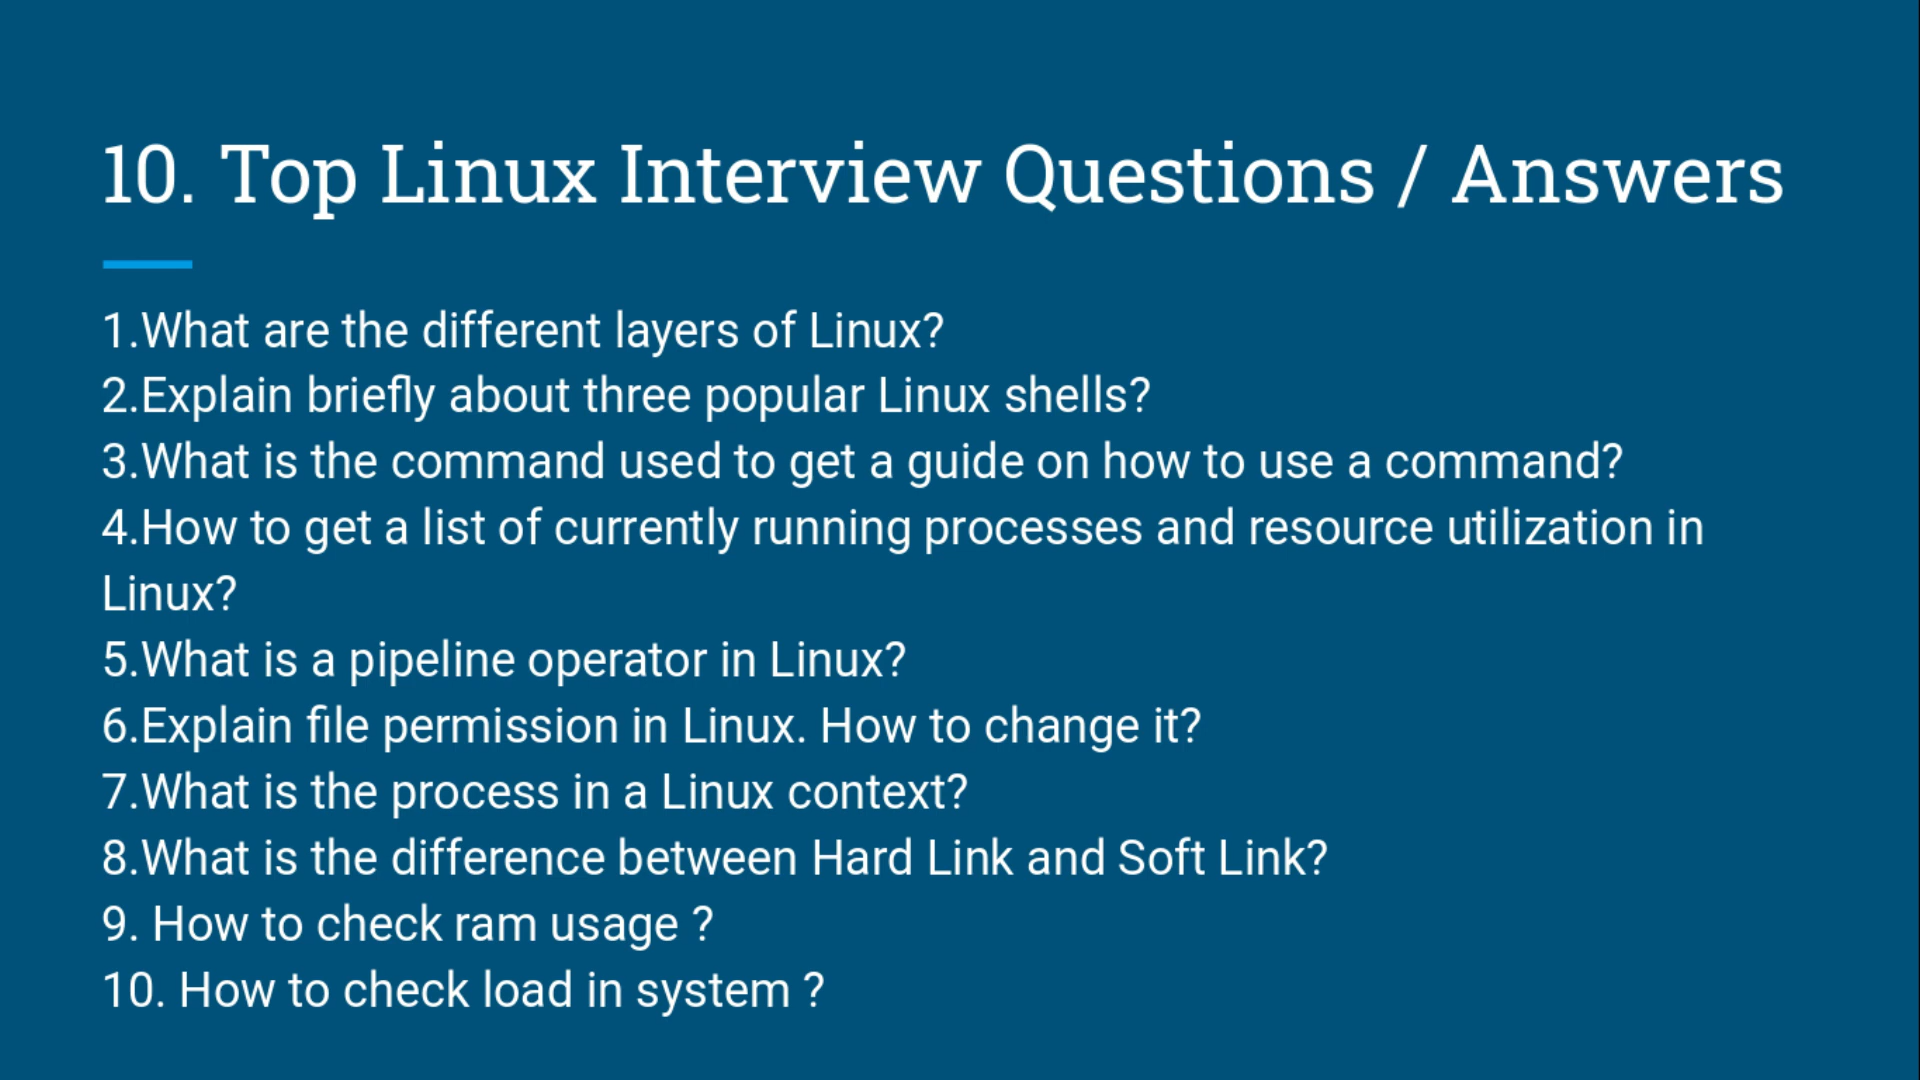 10. Top Linux Interview Questions / Answers
1.What are the different layers of Linux?
2.Explain briefly about three popular Linux shells?
3.What is the command used to get a guide on how to use a command?
4.How to get a list of currently running processes and resource utilization in
Linux?
5.What is a pipeline operator in Linux?
6.Explain file permission in Linux. How to change it?
7.What is the process in a Linux context?
8.What is the difference between Hard Link and Soft Link?
9. How to check ram usage ?
10. How to check load in system ?